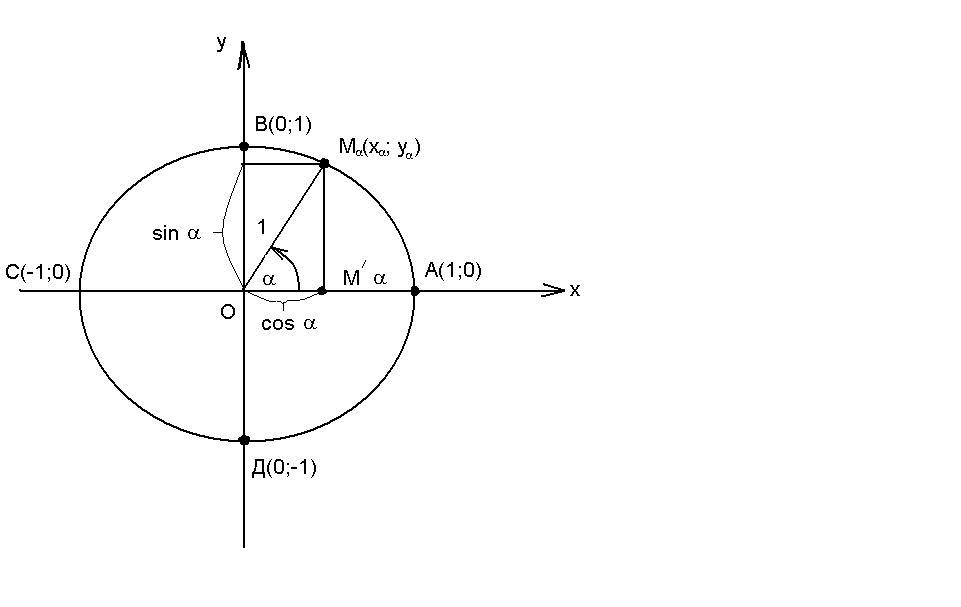 y
В(0;1)
Mα(xα; yα)
sin α
1
С(-1;0)
α
M′ α
А(1;0)
x
О
cos α
Д(0;-1)